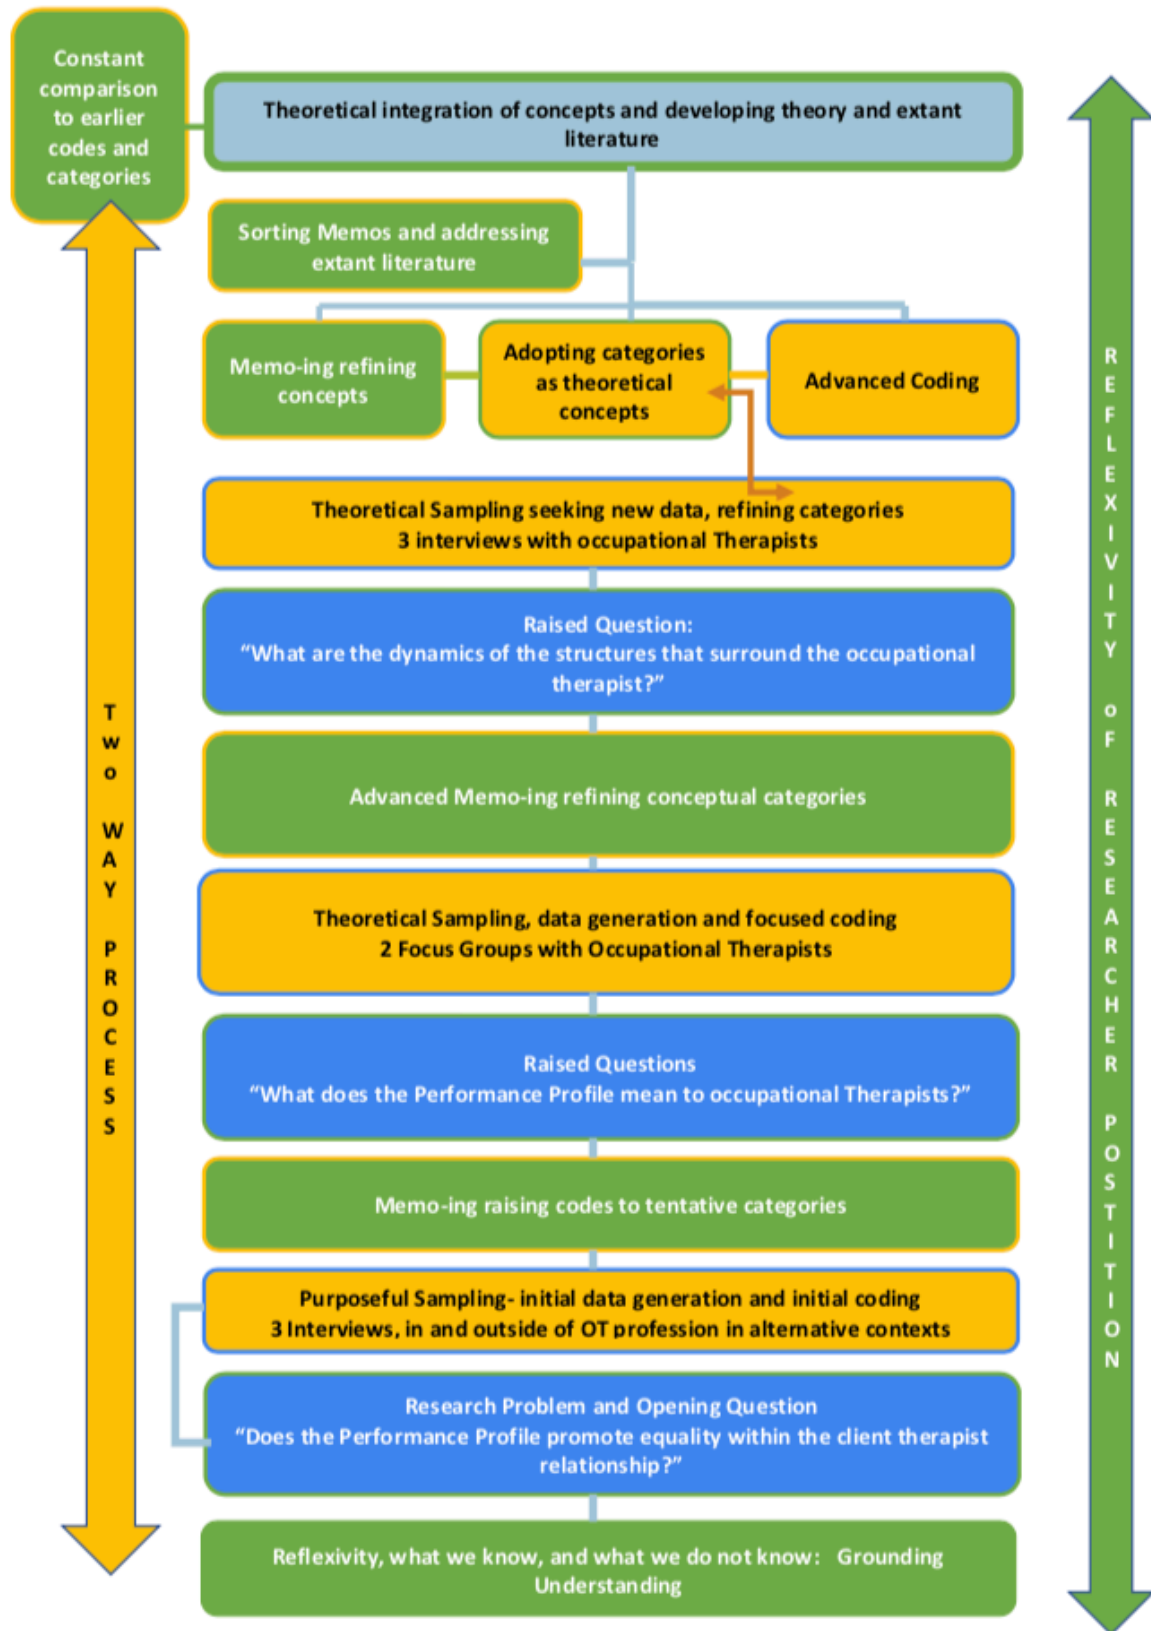 Constant
comparison
to earlier
codes and
categories
Theoretical integration of concepts and developing theory and extant
literature
Sorting Memos and addressing
extant literature
Memo-ing refining
concepts
Adopting categories
as theoretical
concepts
Advanced Coding
Theoretical Sampling seeking new data, refining categories
3 interviews with occupational Therapists
Raised Question:
“What are the dynamics of the structures that surround the occupational
therapist?”
Advanced Memo-ing refining conceptual categories
Theoretical Sampling, data generation and focused coding
2 Focus Groups with Occupational Therapists
Raised Questions
“What does the Performance Profile mean to occupational Therapists?”
Memo-ing raising codes to tentative categories
Purposeful Sampling- initial data generation and initial coding
3 Interviews, in and outside of OT profession in alternative contexts
Research Problem and Opening Question
“Does the Performance Profile promote equality within the client therapist
relationship?”
Reflexivity, what we know, and what we do not know: Grounding
Understanding
Two WAY PROCESS
REFLEXIVITY oF RESEARCHER POSTITION